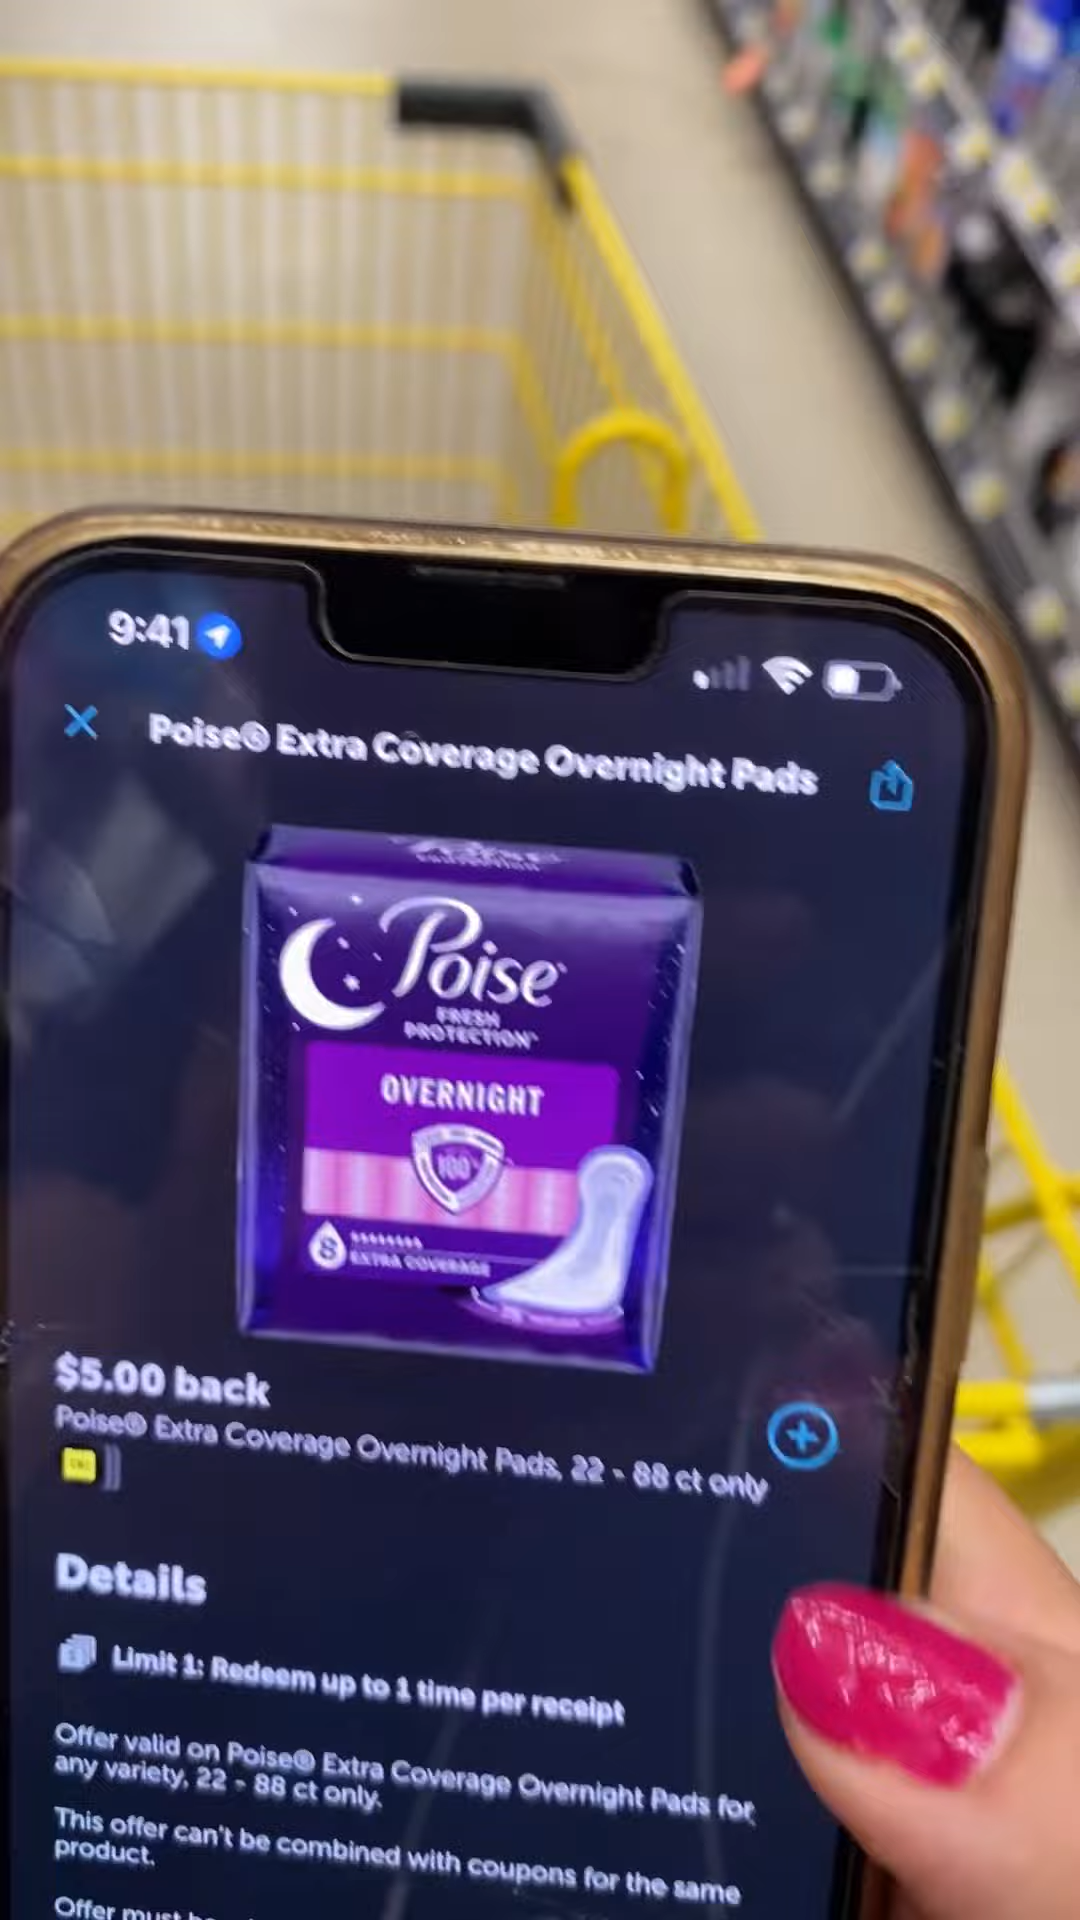 9:41
Poise® Extra Coverage Overnight Pads
Poise
FRESH
PROTECTION™
OVERNIGHT
100%
8
EXTRA COVERAGE
$5.00 back
Poise® Extra Coverage Overnight Pads, 22 - 88 ct only
Details
Limit 1: Redeem up to 1 time per receipt
Offer valid on Poise® Extra Coverage Overnight Pads for
any variety, 22 - 88 ct only.
This offer can't be combined with coupons for the same
product.
Offer must